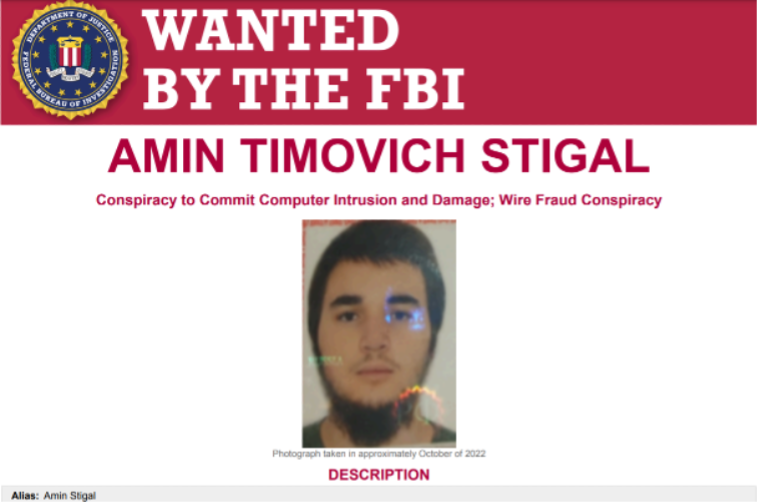 DEPARTMENT OF JUSTICE
FEDERAL BUREAU OF INVESTIGATION
WANTED
BY THE FBI
AMIN TIMOVICH STIGAL
Conspiracy to Commit Computer Intrusion and Damage; Wire Fraud Conspiracy
Photograph taken in approximately October of 2022
DESCRIPTION
Alias: Amin Stigal